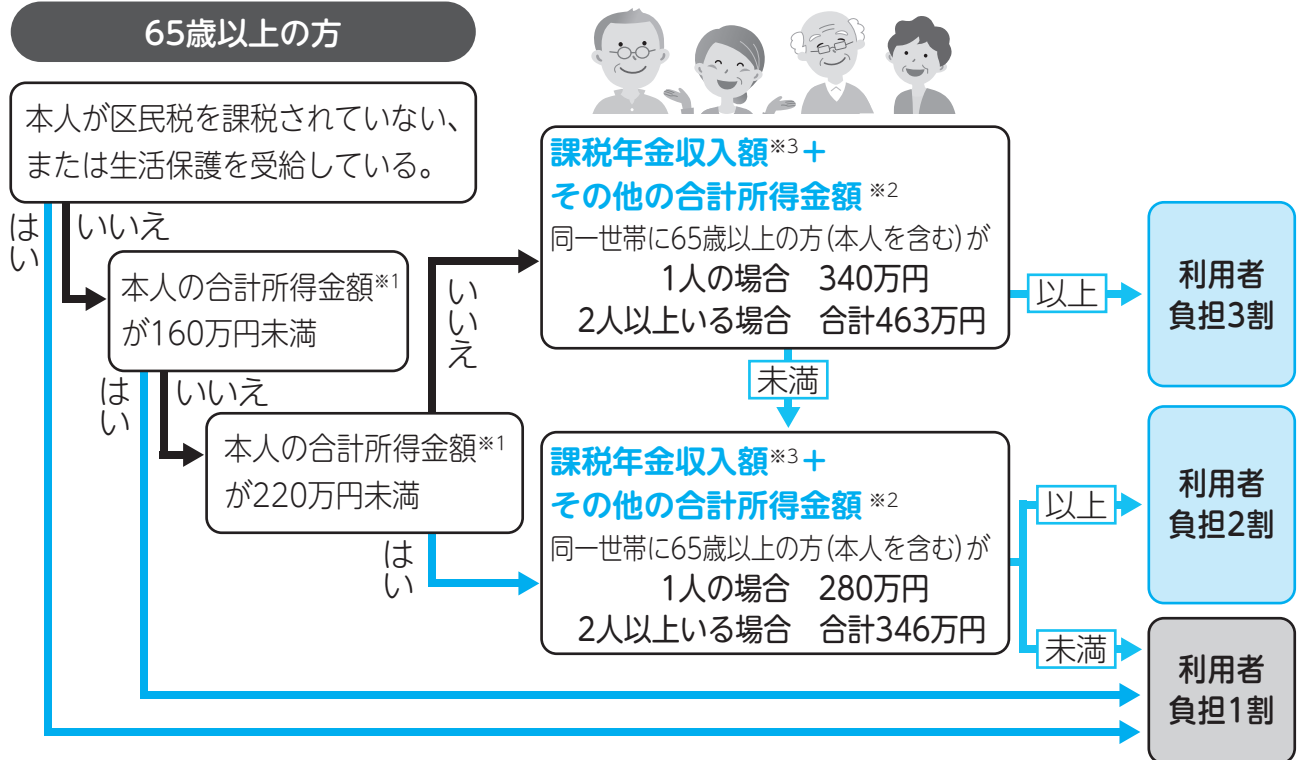 65歳以上の方
本人が区民税を課税されていない、
または生活保護を受給している。
はい
いいえ
本人の合計所得金額※1
が160万円未満
はい
いいえ
本人の合計所得金額※1
が220万円未満
いいえ
はい
課税年金収入額※3＋
その他の合計所得金額※2
同一世帯に65歳以上の方(本人を含む)が
1人の場合　340万円
2人以上いる場合　合計463万円
以上
利用者
負担3割
未満
課税年金収入額※3＋
その他の合計所得金額※2
同一世帯に65歳以上の方(本人を含む)が
1人の場合　280万円
2人以上いる場合　合計346万円
以上
利用者
負担2割
未満
利用者
負担1割